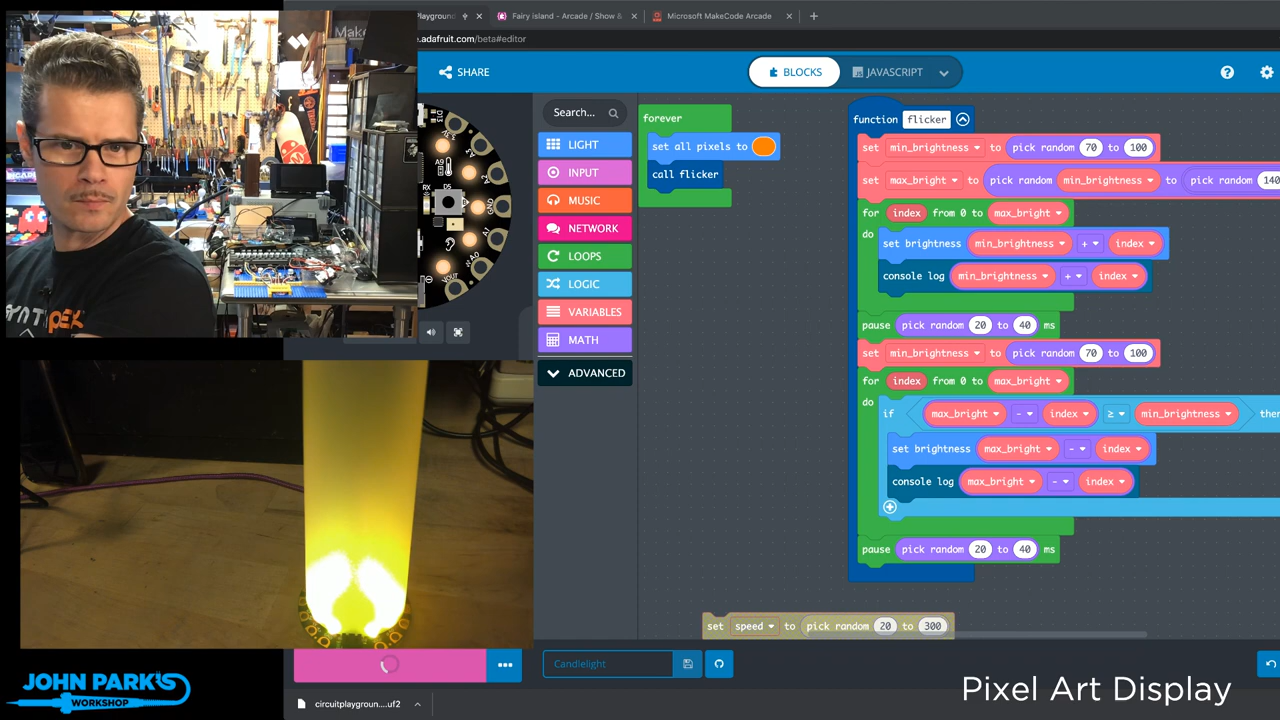 Playground
Fairy island - Arcade / Show &
Microsoft MakeCode Arcade
.adafruit.com/beta#editor
SHARE
BLOCKS
JAVASCRIPT
Search...
LIGHT
INPUT
MUSIC
NETWORK
LOOPS
LOGIC
VARIABLES
MATH
ADVANCED
forever
set all pixels to
call flicker
function flicker
set min_brightness to pick random 70 to 100
set max_bright to pick random min_brightness to pick random 140
for index from 0 to max_bright
do
set brightness min_brightness + index
console log min_brightness + index
pause pick random 20 to 40 ms
set min_brightness to pick random 70 to 100
for index from 0 to max_bright
do
if max_bright - index ≥ min_brightness then
set brightness max_bright - index
console log max_bright - index
pause pick random 20 to 40 ms
set speed to pick random 20 to 300
Candlelight
circuitplaygroun....uf2
JOHN PARK'S
WORKSHOP
Pixel Art Display